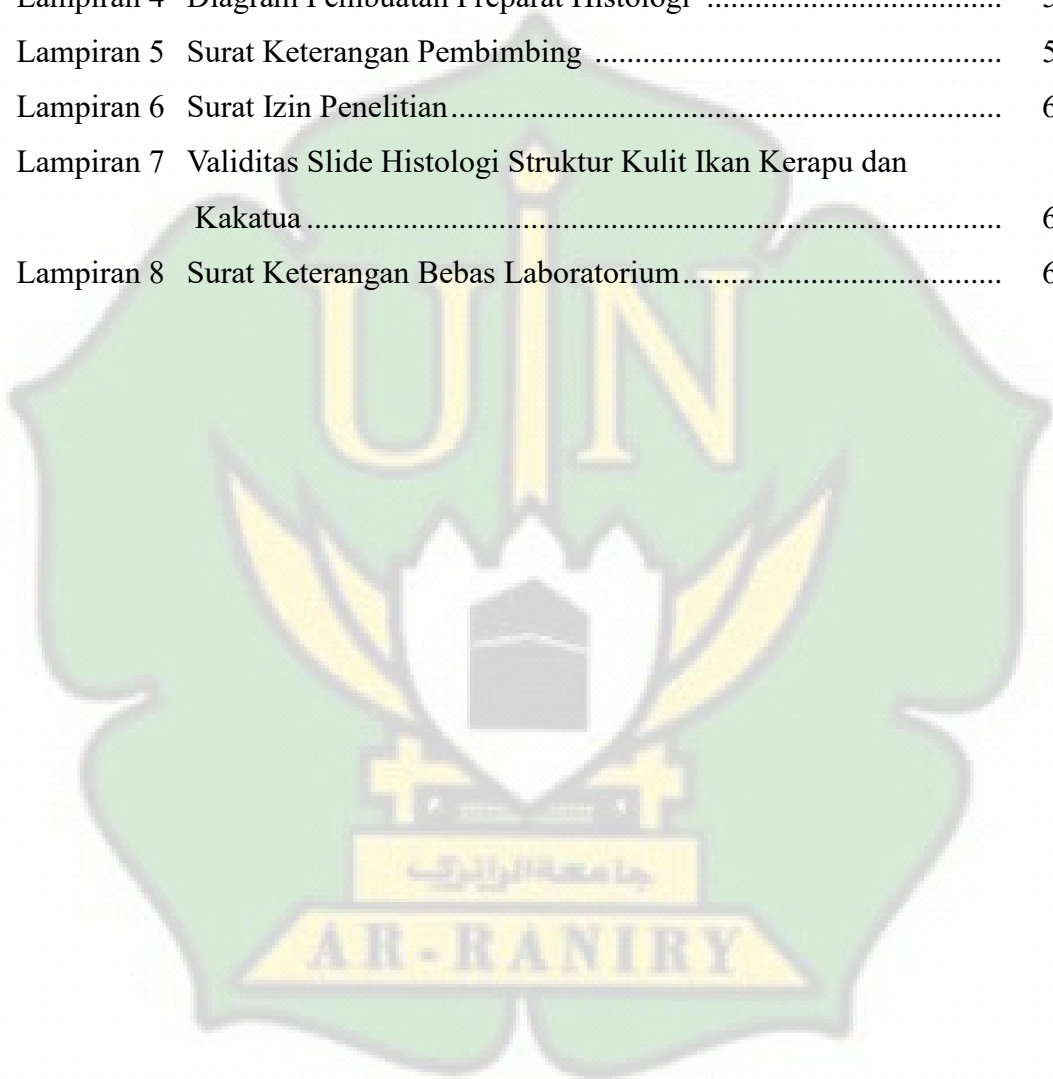 Lampiran 4 Diagram Pembuatan Preparat Histologi .................................... 5
Lampiran 5 Surat Keterangan Pembimbing .................................................. 5
Lampiran 6 Surat Izin Penelitian.................................................................... 6
Lampiran 7 Validitas Slide Histologi Struktur Kulit Ikan Kerapu dan
Kakatua..................................................................................... 6
Lampiran 8 Surat Keterangan Bebas Laboratorium....................................... 6
UIN
جامعة الرانري
AR-RANIRY